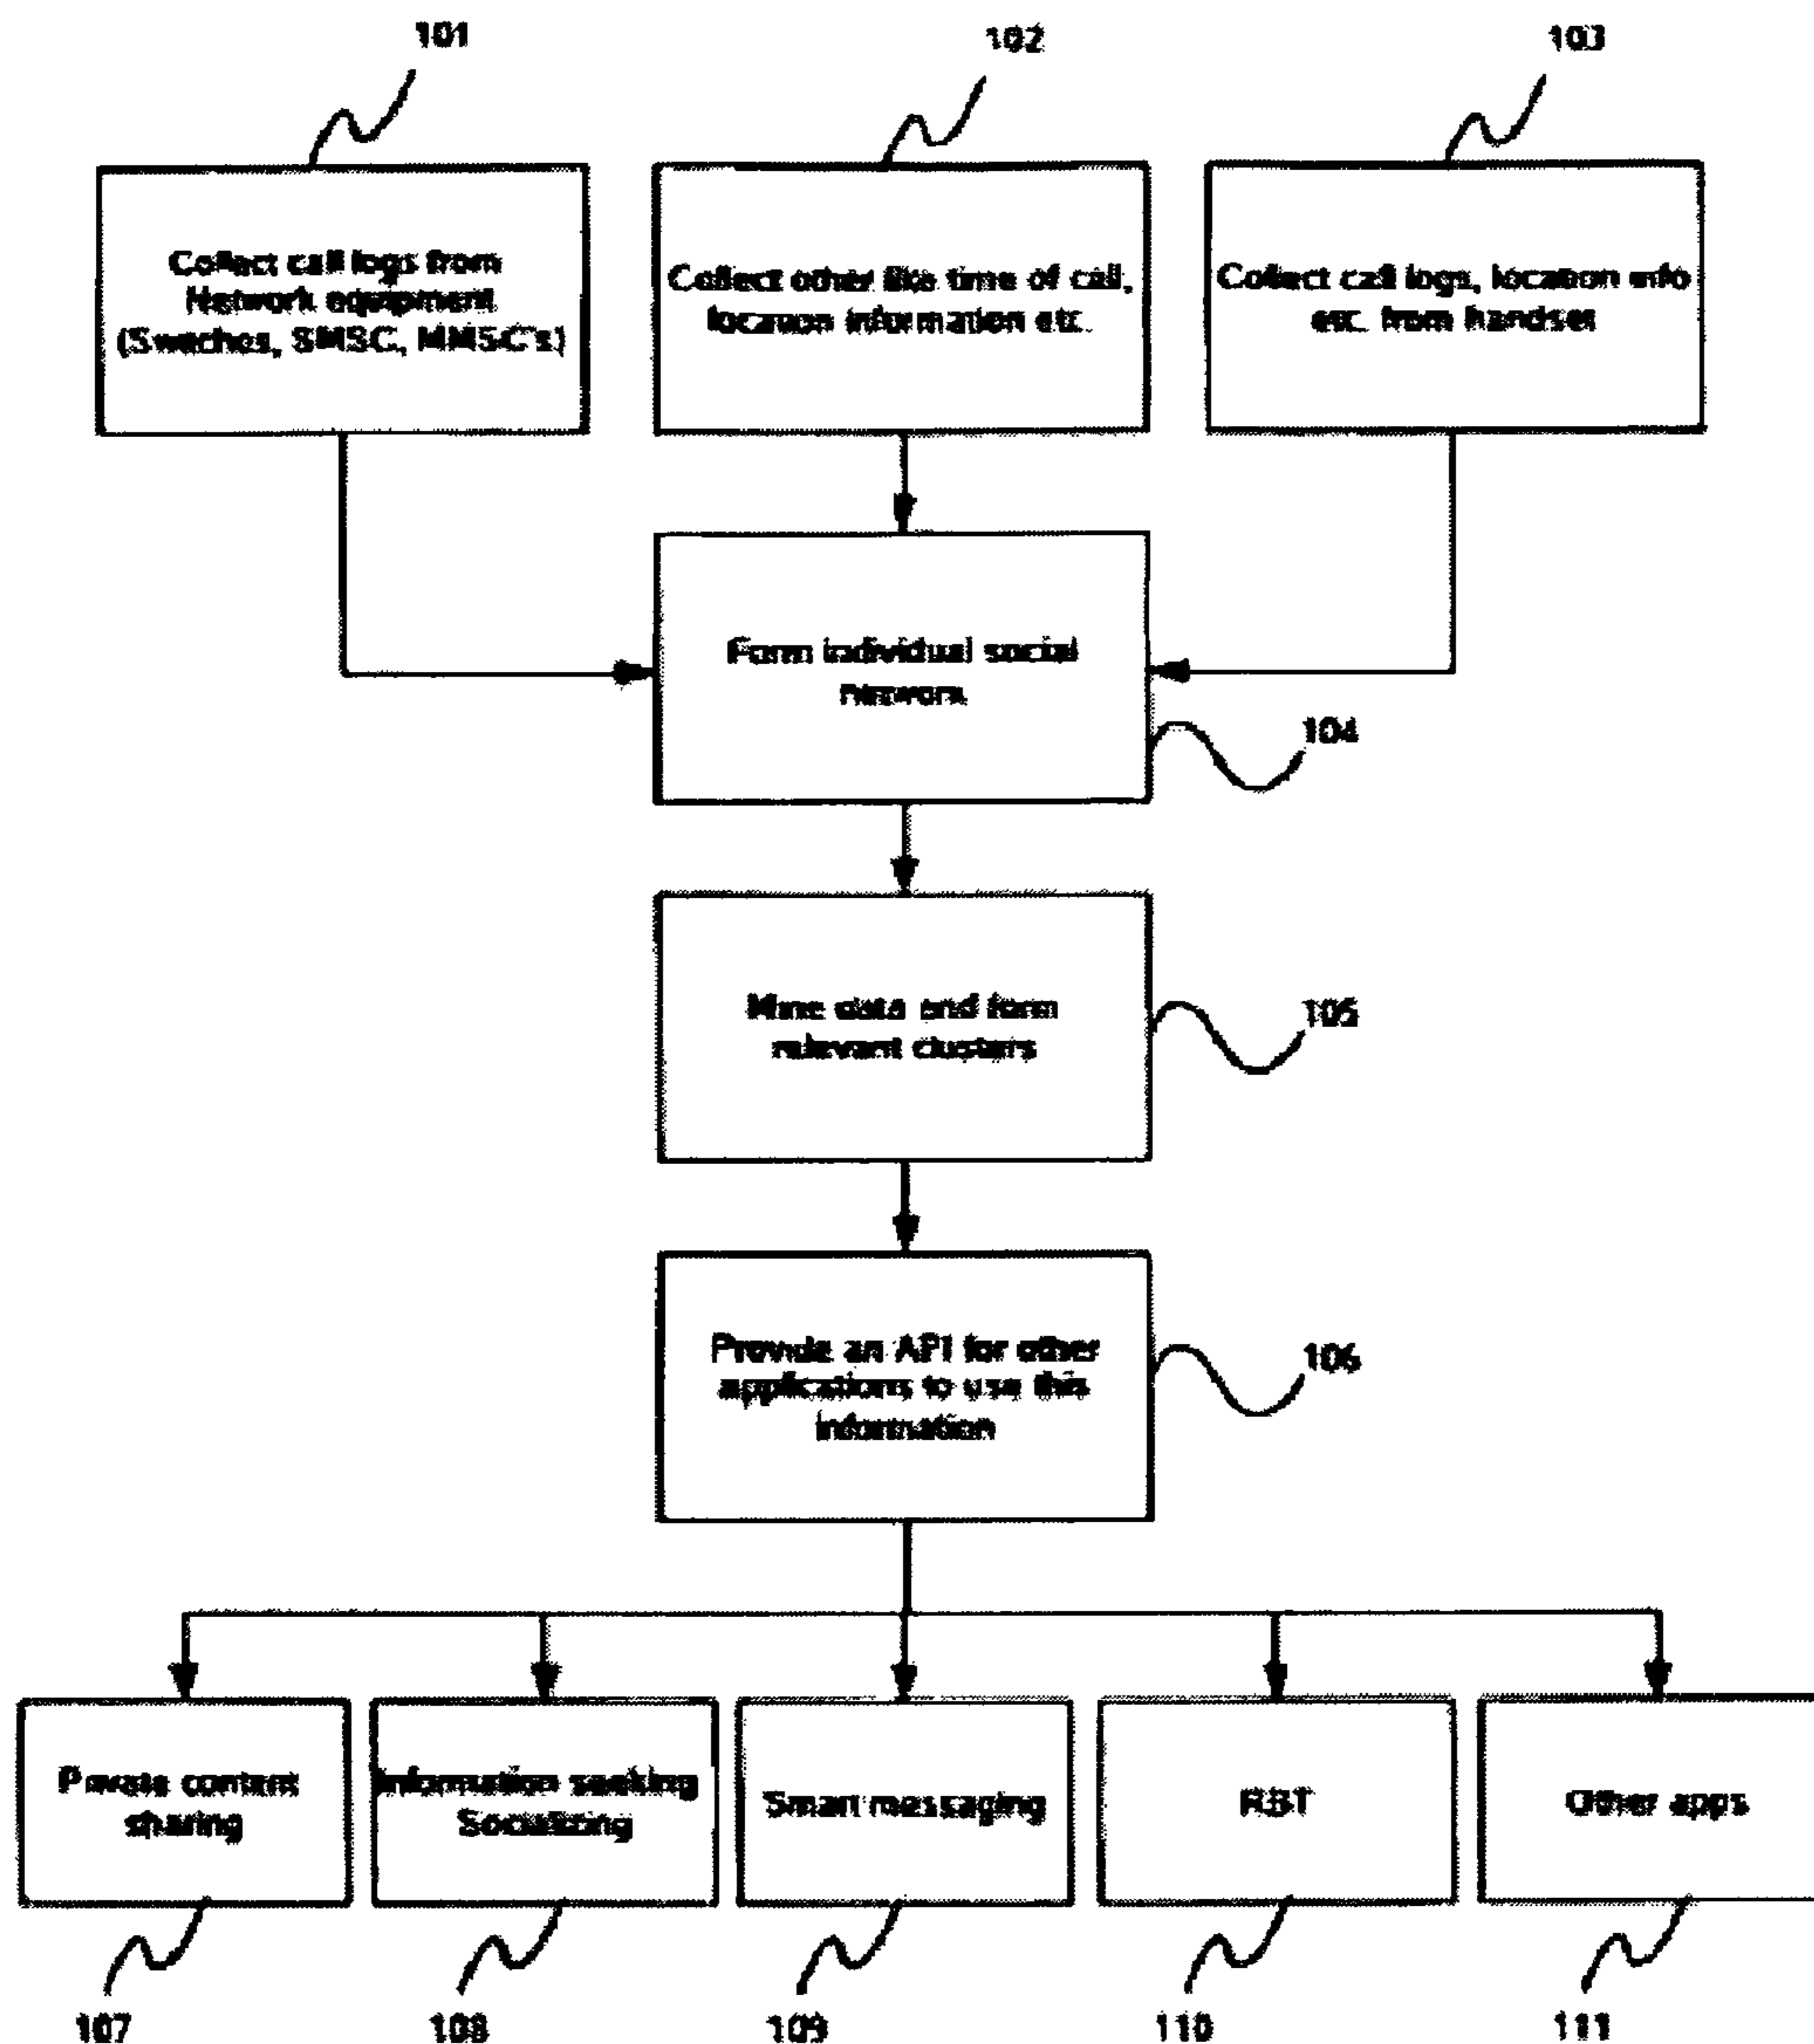 101
102
103
Collect call logs from
Network equipment
(Swiches, SMSC, MMSC's)
Collect other like time of call,
location information etc.
Collect call logs, location info
etc. from handset
Form individual social
Network
104
Mine data and form
relevant clusters
105
Provide an API for other
applications to use this
information
106
Private content
sharing
Information seeking
Socializing
Smart messaging
RBT
Other apps
107
108
109
110
111